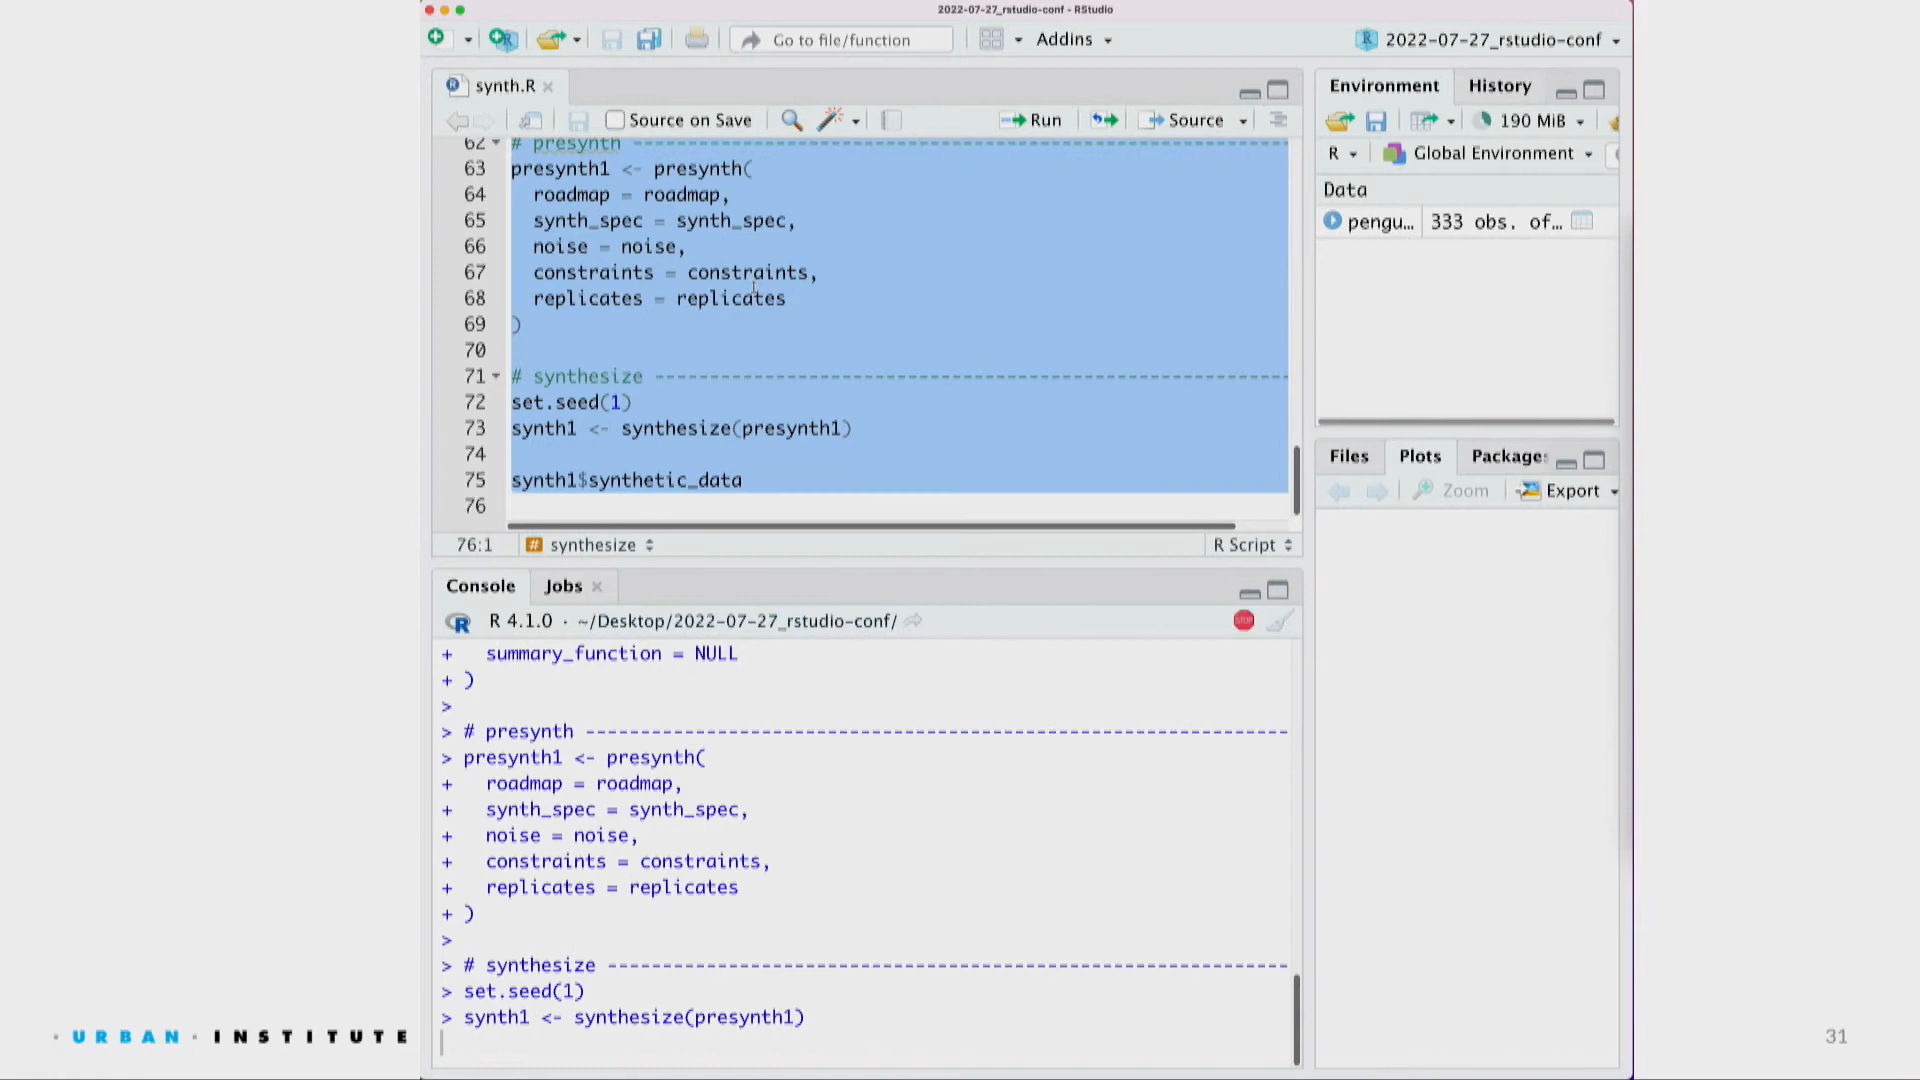 2022-07-27_rstudio-conf - RStudio
Go to file/function
Addins
2022-07-27_rstudio-conf
synth.R
Source on Save
Run
Source
62 # presynth ------------------------------------------------------------
63 presynth1 <- presynth(
64 roadmap = roadmap,
65 synth_spec = synth_spec,
66 noise = noise,
67 constraints = constraints,
68 replicates = replicates
69 )
70
71 # synthesize ----------------------------------------------------------
72 set.seed(1)
73 synth1 <- synthesize(presynth1)
74
75 synth1$synthetic_data
76
76:1 # synthesize R Script
Console Jobs
R 4.1.0 · ~/Desktop/2022-07-27_rstudio-conf/
STOP
+ summary_function = NULL
+ )
>
> # presynth ----------------------------------------------------------------
> presynth1 <- presynth(
+ roadmap = roadmap,
+ synth_spec = synth_spec,
+ noise = noise,
+ constraints = constraints,
+ replicates = replicates
+ )
>
> # synthesize --------------------------------------------------------------
> set.seed(1)
> synth1 <- synthesize(presynth1)
Environment History
190 MiB
R Global Environment
Data
pengu... 333 obs. of...
Files Plots Package
Zoom Export
· URBAN · INSTITUTE
31